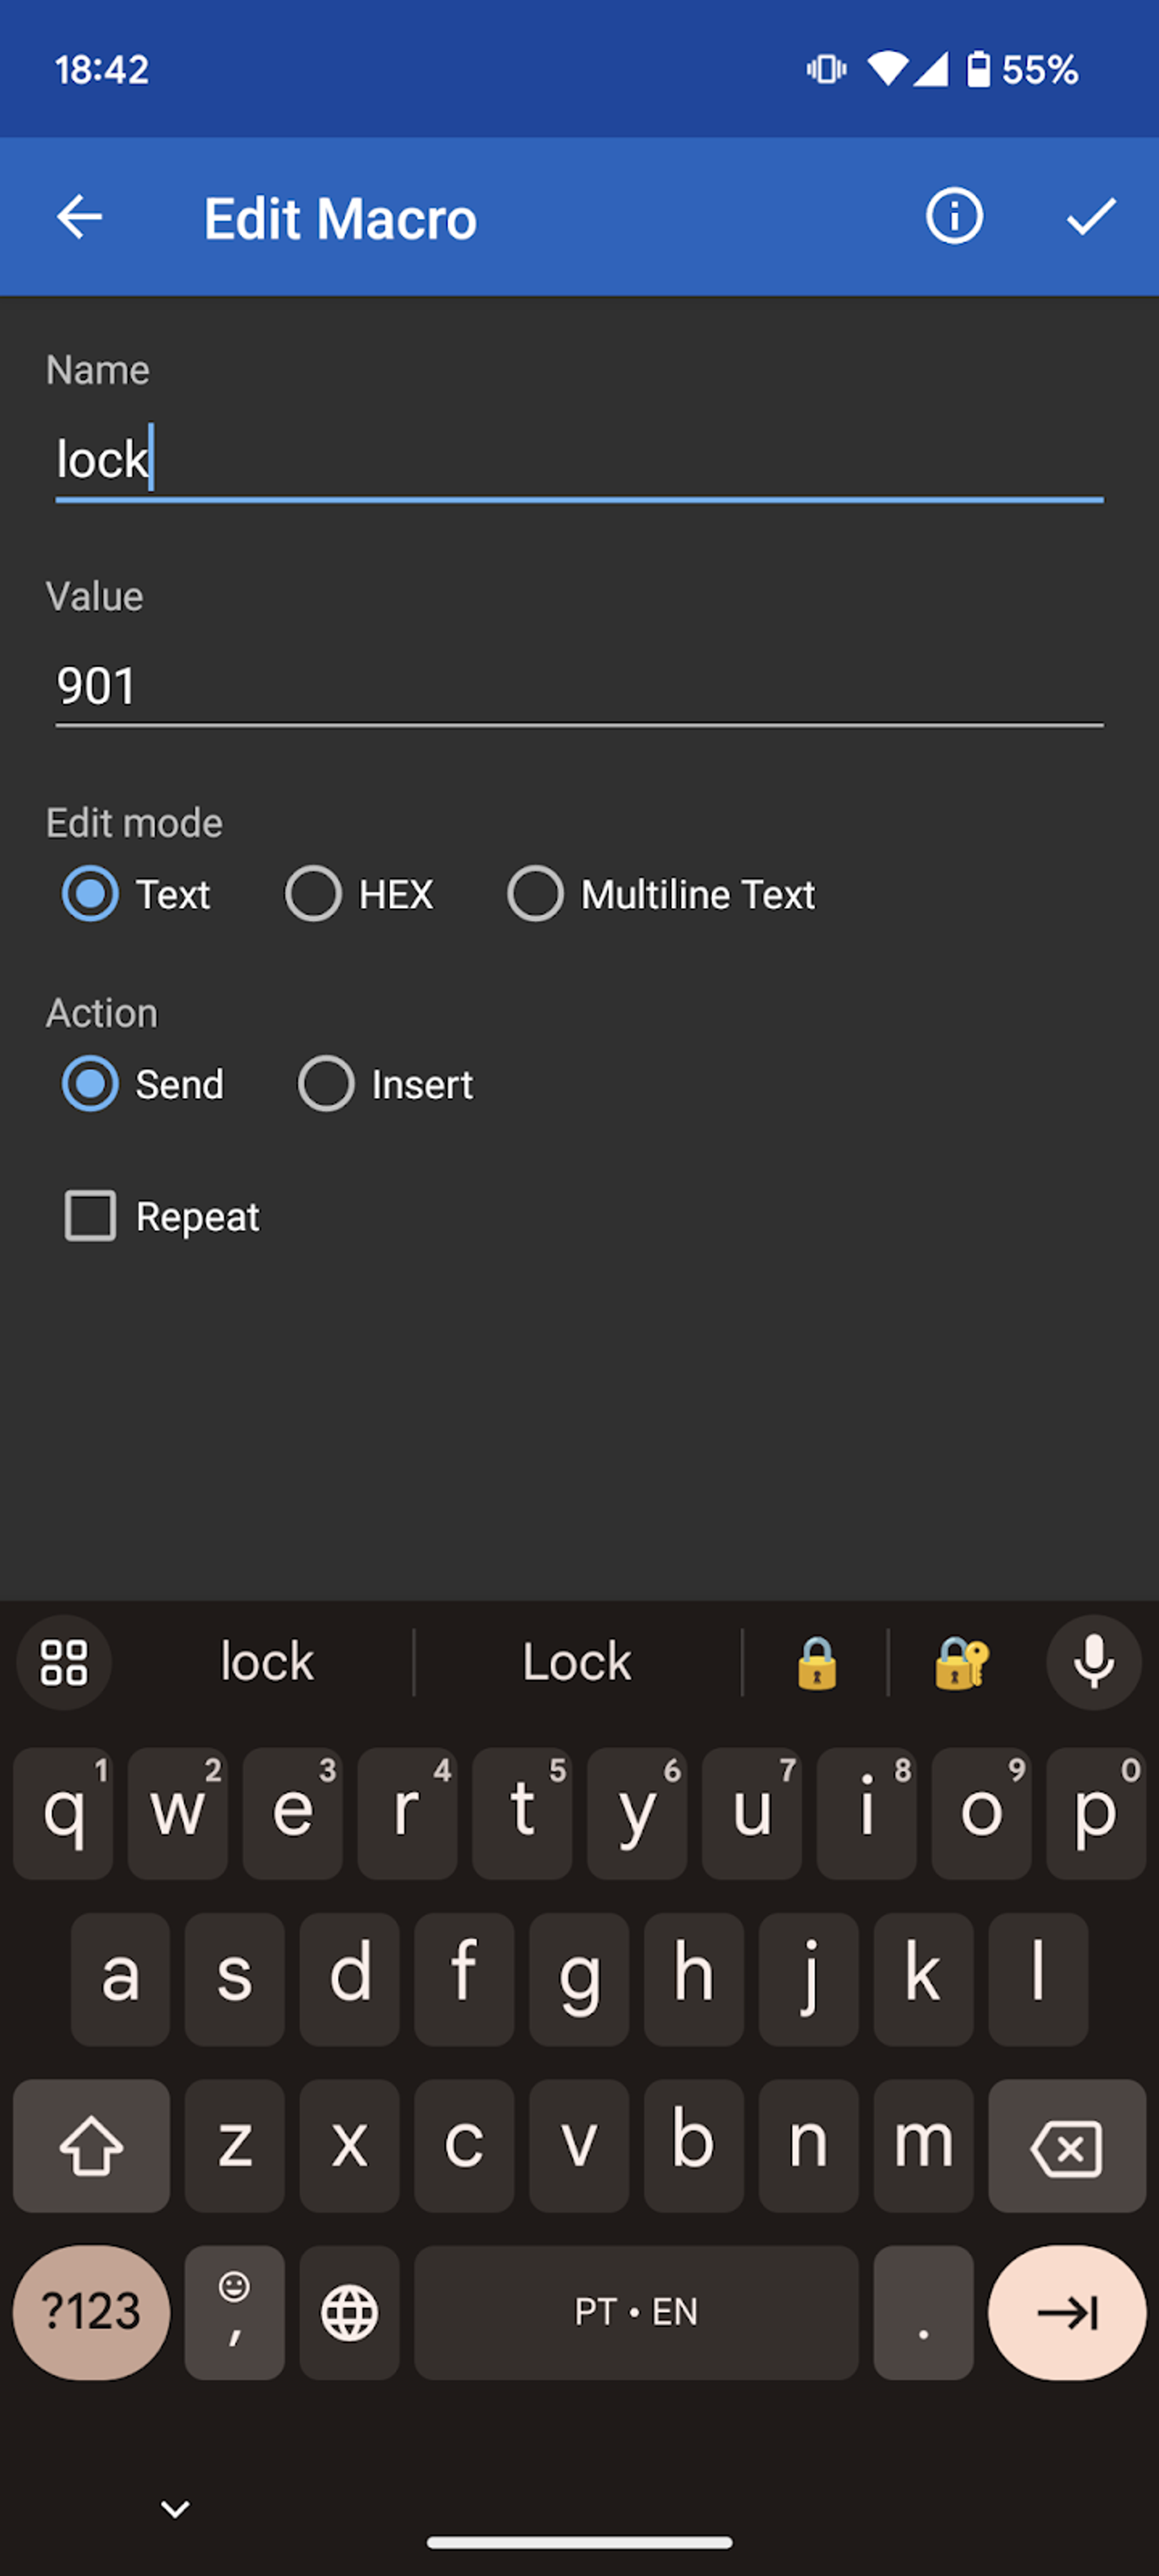 18:42 55%
Edit Macro
Name
lock
Value
901
Edit mode
Text HEX Multiline Text
Action
Send Insert
Repeat
lock Lock
1 2 3 4 5 6 7 8 9 0
q w e r t y u i o p
a s d f g h j k l
z x c v b n m
?123 , PT • EN .